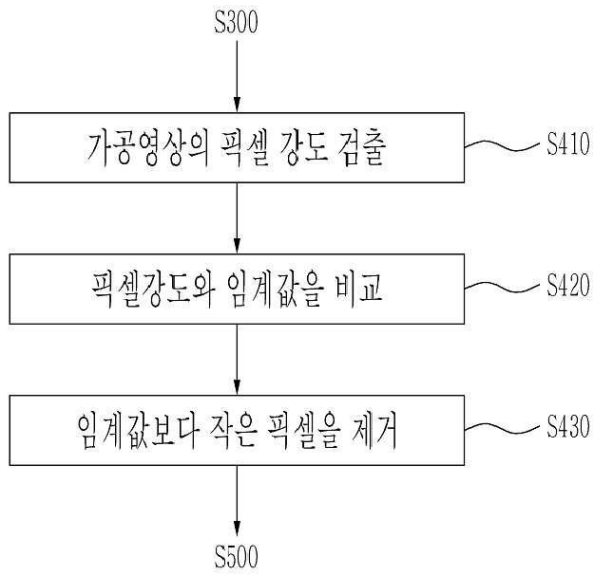 S300
가공영상의 픽셀 강도 검출
S410
픽셀강도와 임계값을 비교
S420
임계값보다 작은 픽셀을 제거
S430
S500